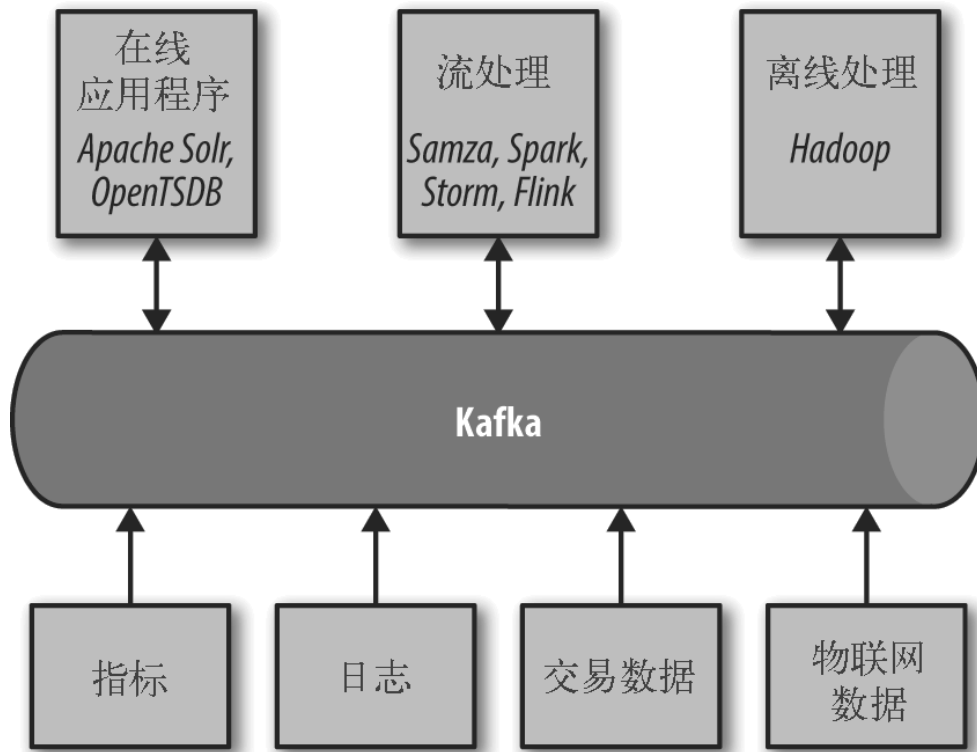 在线
应用程序
Apache Solr,
OpenTSDB
流处理
Samza, Spark,
Storm, Flink
离线处理
Hadoop
Kafka
指标
日志
交易数据
物联网
数据